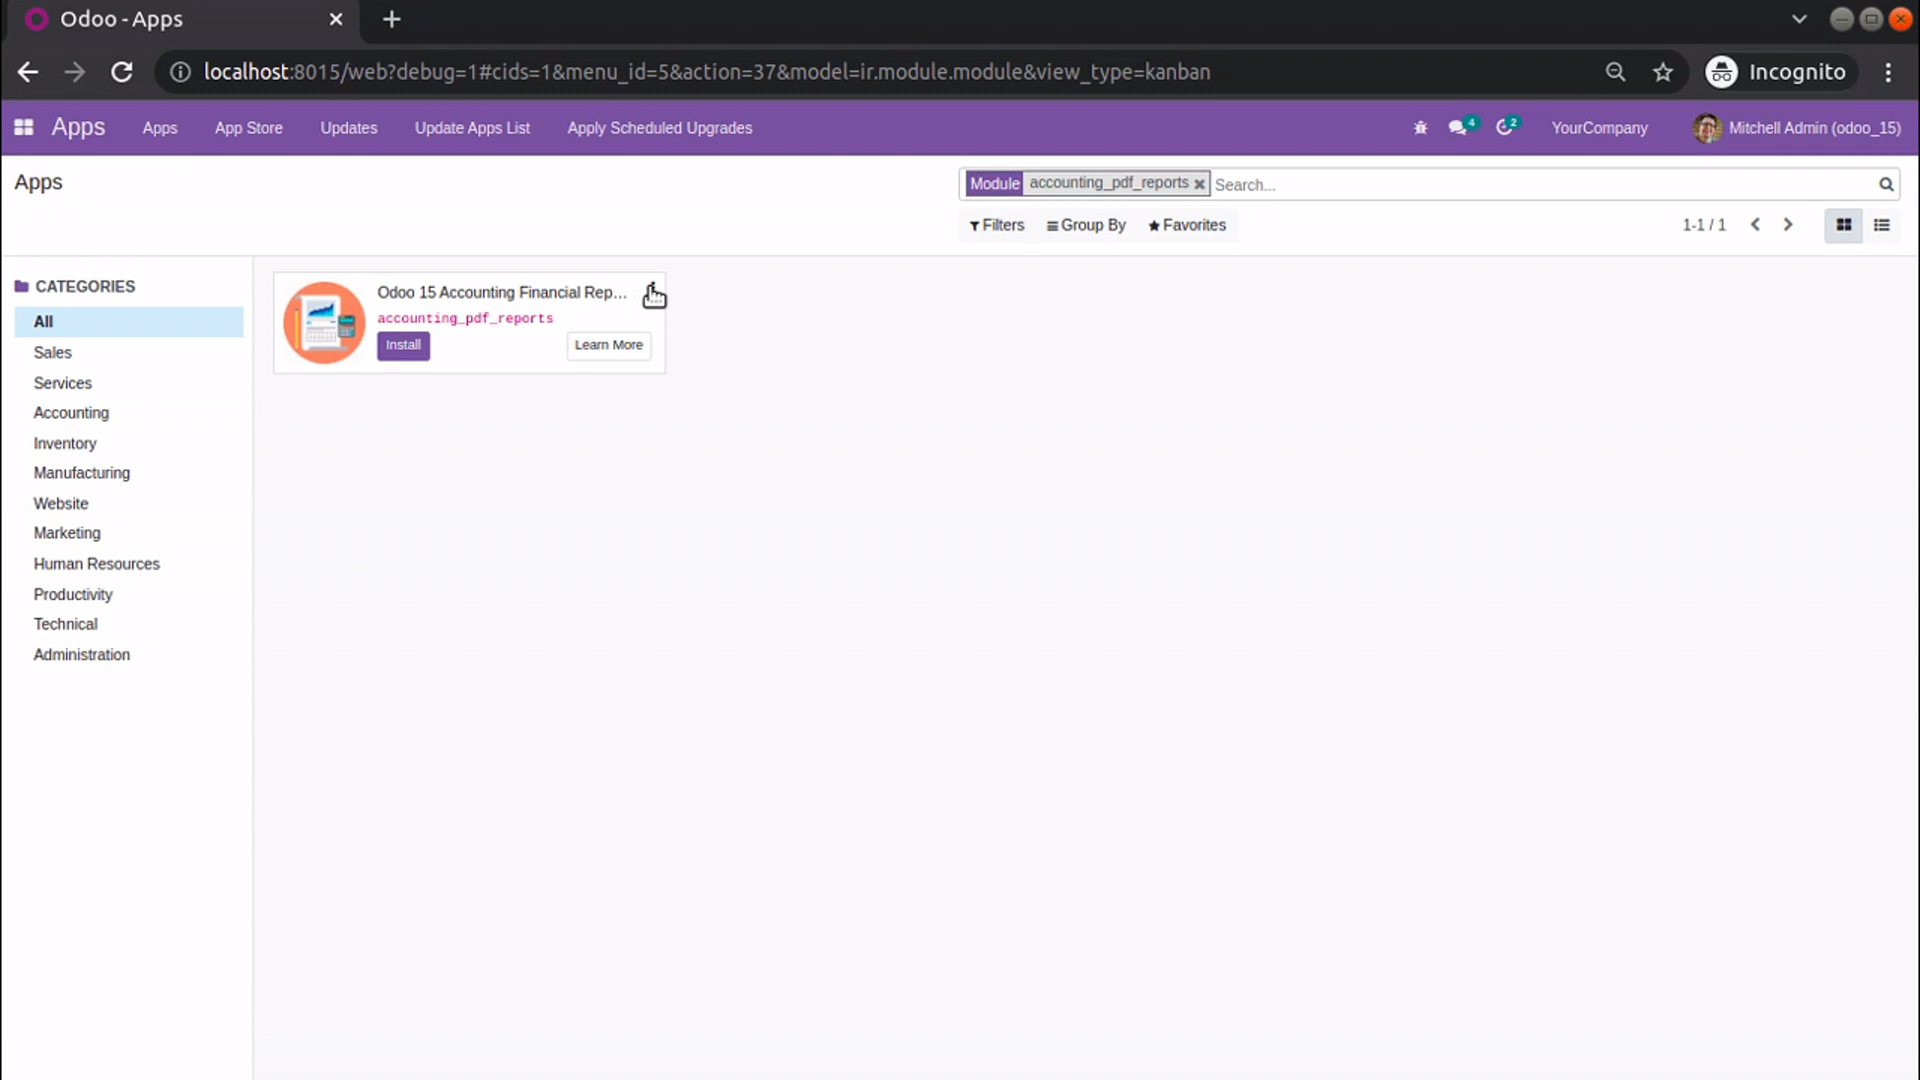 Odoo - Apps
localhost:8015/web?debug=1#cids=1&menu_id=5&action=37&model=ir.module.module&view_type=kanban
Incognito
Apps Apps App Store Updates Update Apps List Apply Scheduled Upgrades 4 2 YourCompany Mitchell Admin (odoo_15)
Apps
Module accounting_pdf_reports Search...
Filters Group By Favorites 1-1 / 1
CATEGORIES
All
Sales
Services
Accounting
Inventory
Manufacturing
Website
Marketing
Human Resources
Productivity
Technical
Administration
Odoo 15 Accounting Financial Rep...
accounting_pdf_reports
Install Learn More